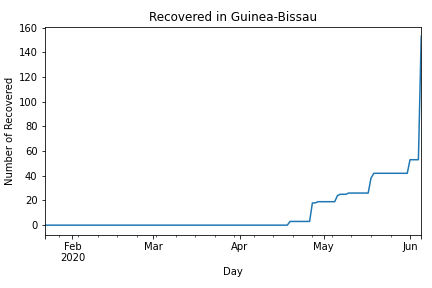 Recovered in Guinea-Bissau
160
140
120
100
80
60
40
20
0
Number of Recovered
Feb
2020
Mar
Apr
May
Jun
Day